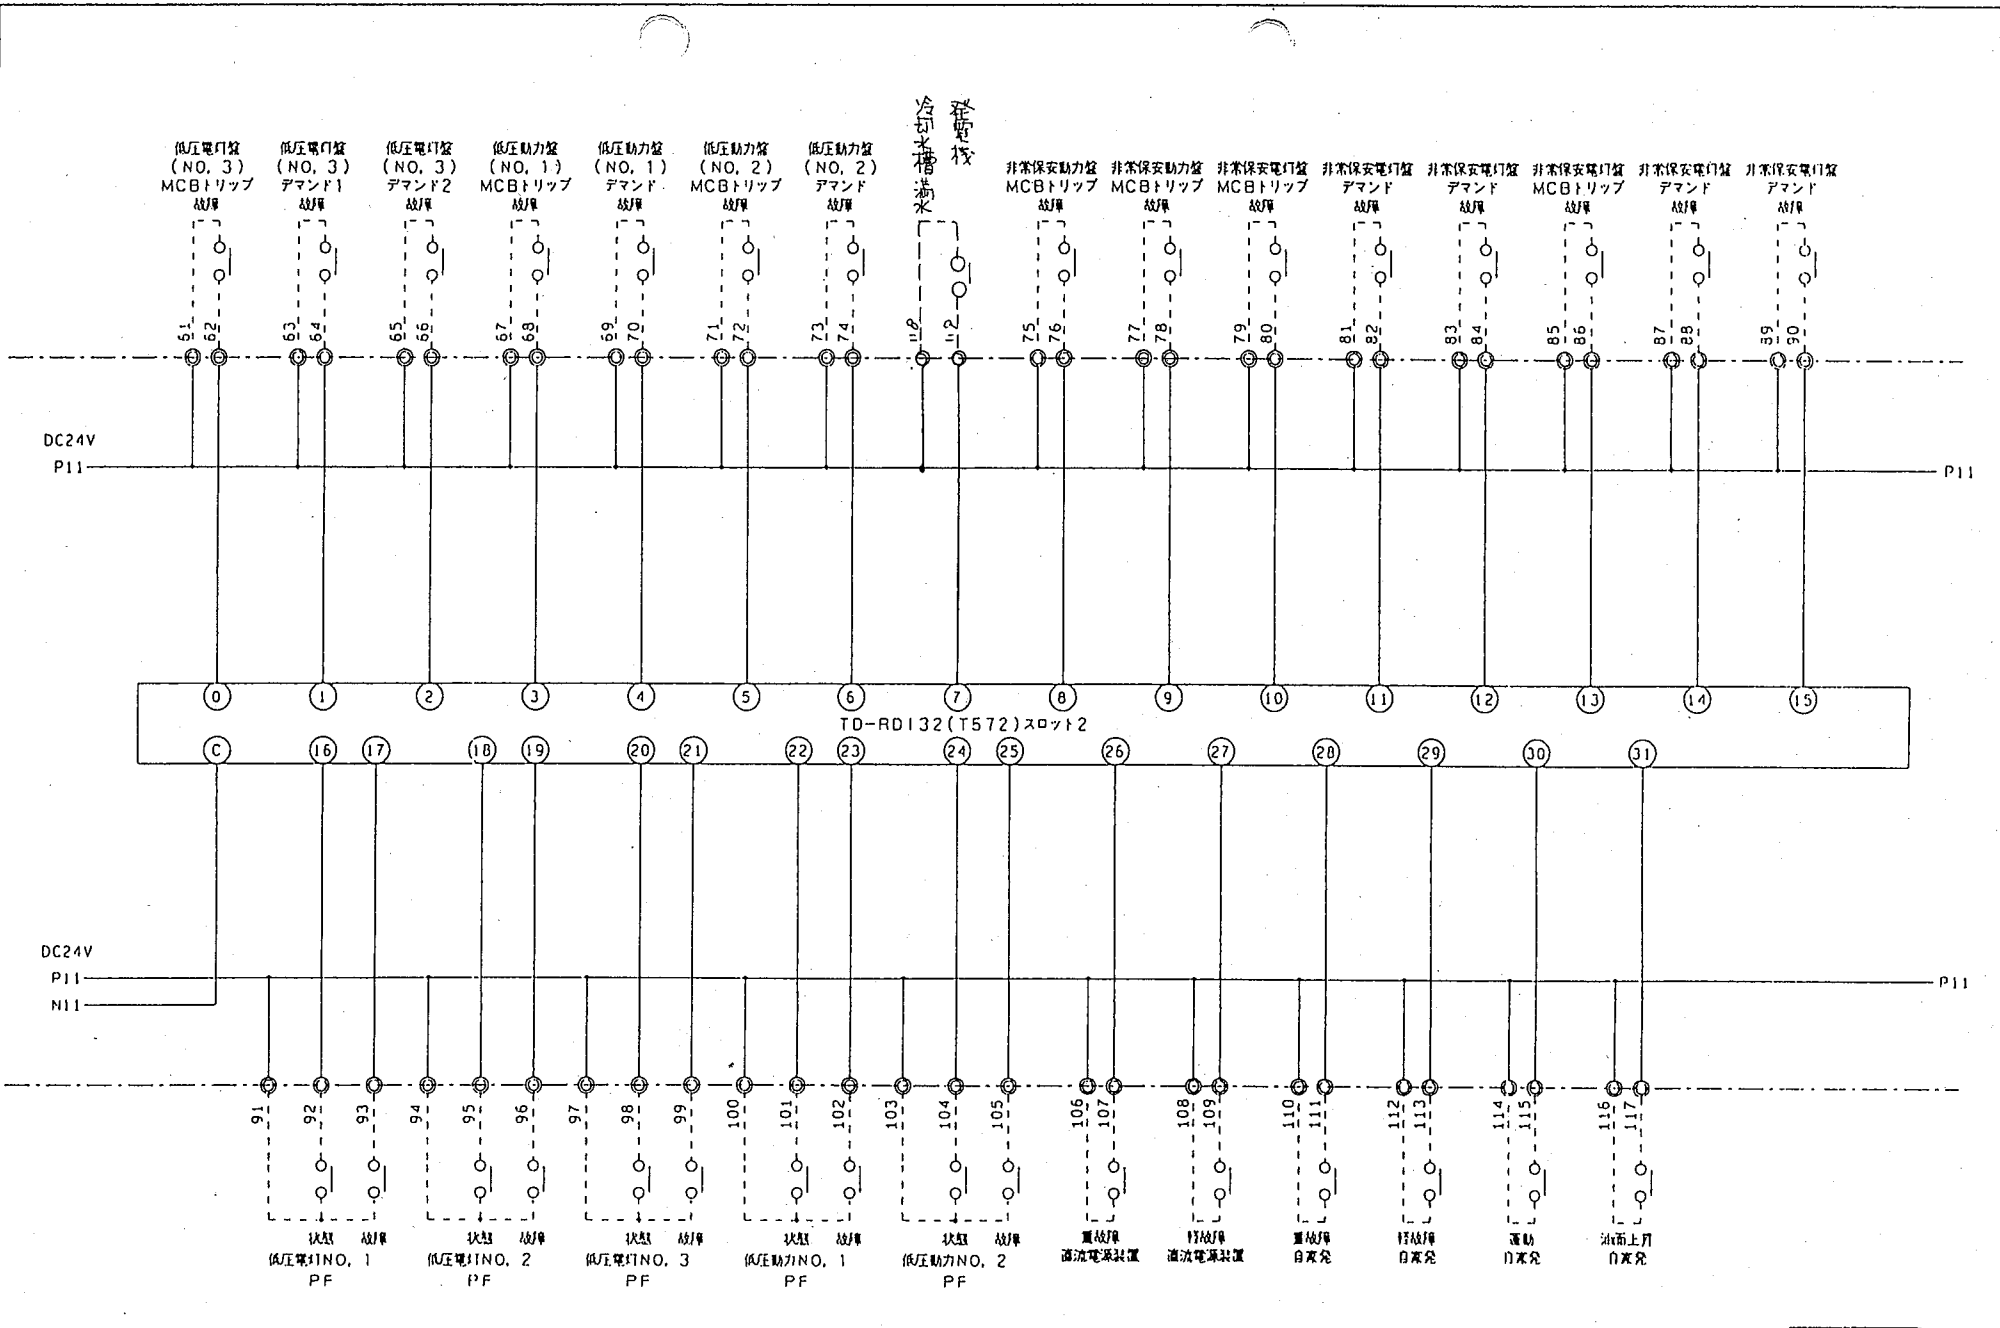 発電機
冷却水槽満水
低圧電灯盤
(NO, 3)
MCBトリップ
故障
低圧電灯盤
(NO, 3)
デマンド1
故障
低圧電灯盤
(NO, 3)
デマンド2
故障
低圧動力盤
(NO, 1)
MCBトリップ
故障
低圧動力盤
(NO, 1)
デマンド
故障
低圧動力盤
(NO, 2)
MCBトリップ
故障
低圧動力盤
(NO, 2)
デマンド
故障
非常保安動力盤
MCBトリップ
故障
非常保安動力盤
MCBトリップ
故障
非常保安電灯盤
MCBトリップ
故障
非常保安電灯盤
デマンド
故障
非常保安電灯盤
デマンド
故障
非常保安電灯盤
MCBトリップ
故障
非常保安電灯盤
デマンド
故障
非常保安電灯盤
デマンド
故障
62 63 64 65 66 67 68 69 70 71 72 73 74 118 75 76 77 78 79 80 81 82 83 84 85 86 87 88 90
DC24V
P11
P11
0 1 2 3 4 5 6 7 8 9 10 11 12 13 14 15
TD-RDI32(T572)スロット2
C 16 17 18 19 20 21 22 23 24 25 26 27 28 29 30 31
DC24V
P11
P11
N11
91 92 93 94 95 96 97 98 99 100 101 102 103 104 105 106 107 108 109 110 111 112 113 114 115 116 117
状態 故障
低圧電灯NO, 1
PF
状態 故障
低圧電灯NO, 2
PF
状態 故障
低圧電灯NO, 3
PF
状態 故障
低圧動力NO, 1
PF
状態 故障
低圧動力NO, 2
PF
重故障
直流電源装置
軽故障
直流電源装置
重故障
自家発
軽故障
自家発
運動
自家発
油面上昇
自家発